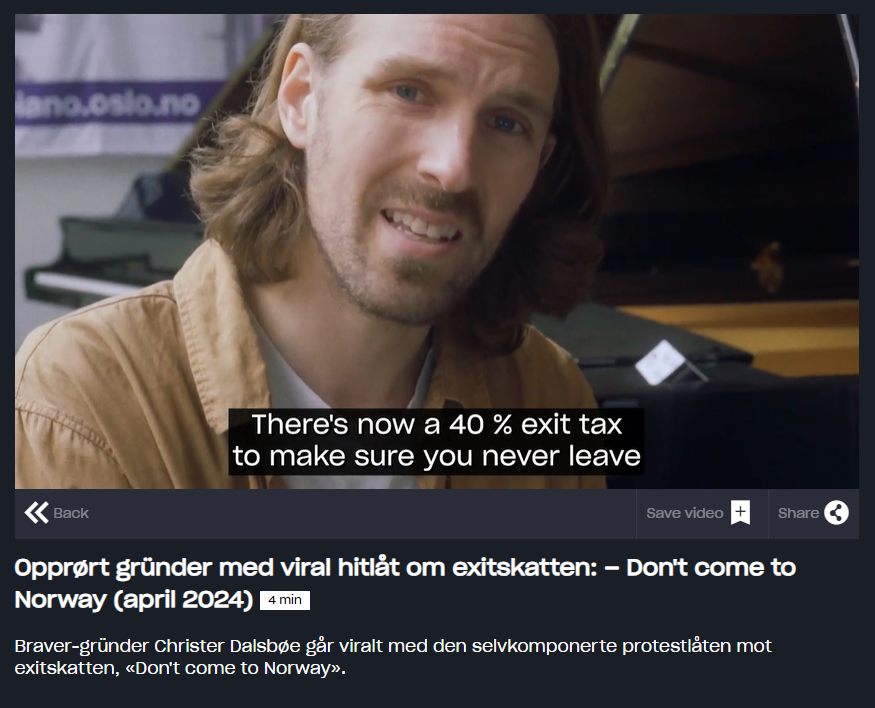 iano.oslo.no
There's now a 40 % exit tax
to make sure you never leave
Back
Save video
Share
Opprørt gründer med viral hitlåt om exitskatten: – Don't come to
Norway (april 2024) 4 min
Braver-gründer Christer Dalsbøe går viralt med den selvkomponerte protestlåten mot
exitskatten, «Don't come to Norway».